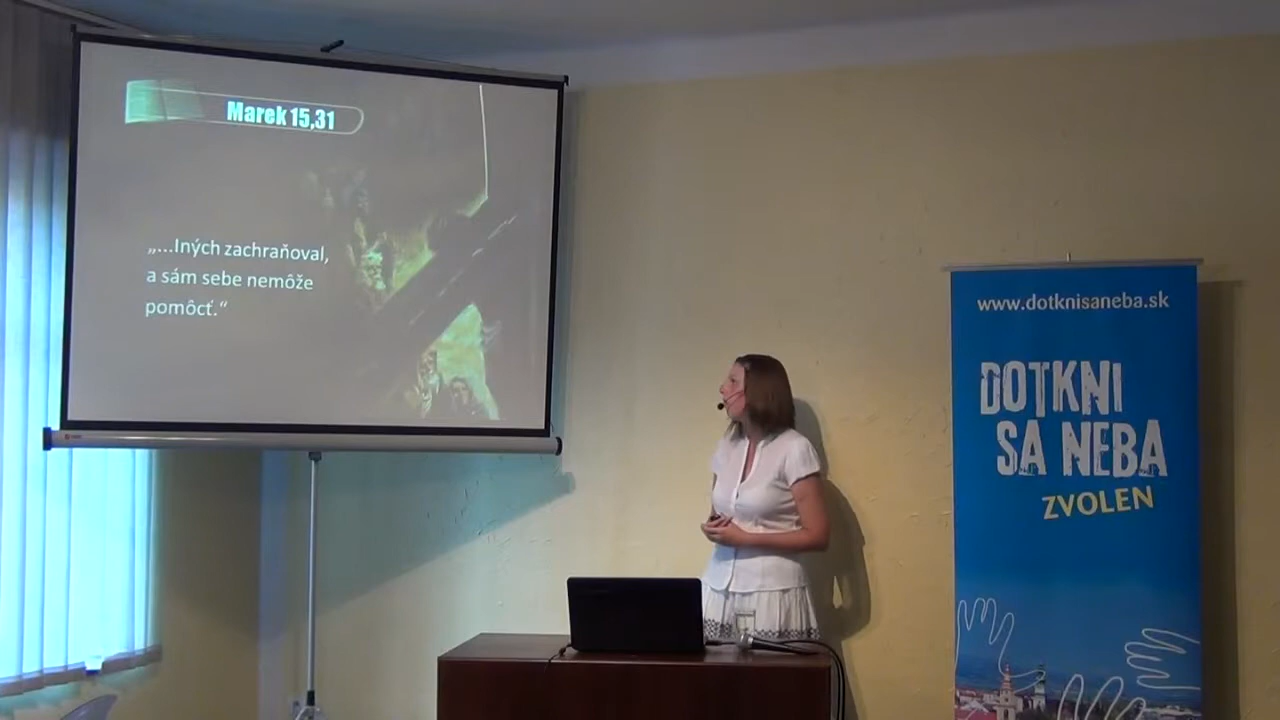 Marek 15,31
„...Iných zachraňoval,
a sám sebe nemôže
pomôcť.“
www.dotknisaneba.sk
DOTKNI
SA NEBA
ZVOLEN